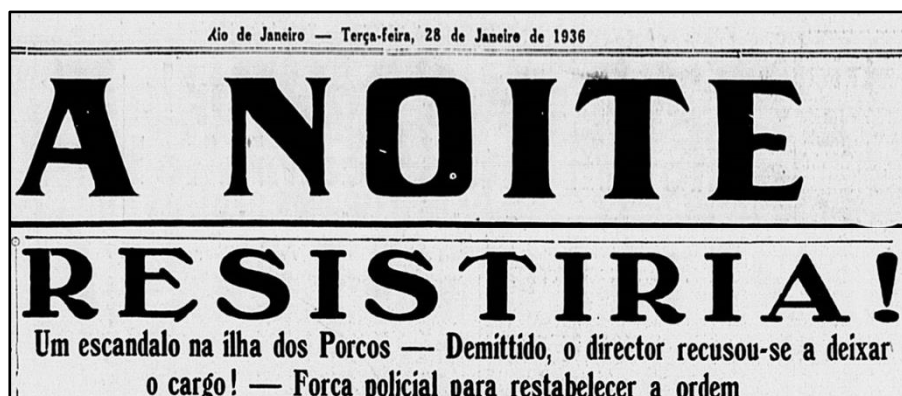 Rio de Janeiro — Terça-feira, 28 de Janeiro de 1936
A NOITE
RESISTIRIA!
Um escandalo na ilha dos Porcos — Demittido, o director recusou-se a deixar
o cargo! — Força policial para restabelecer a ordem